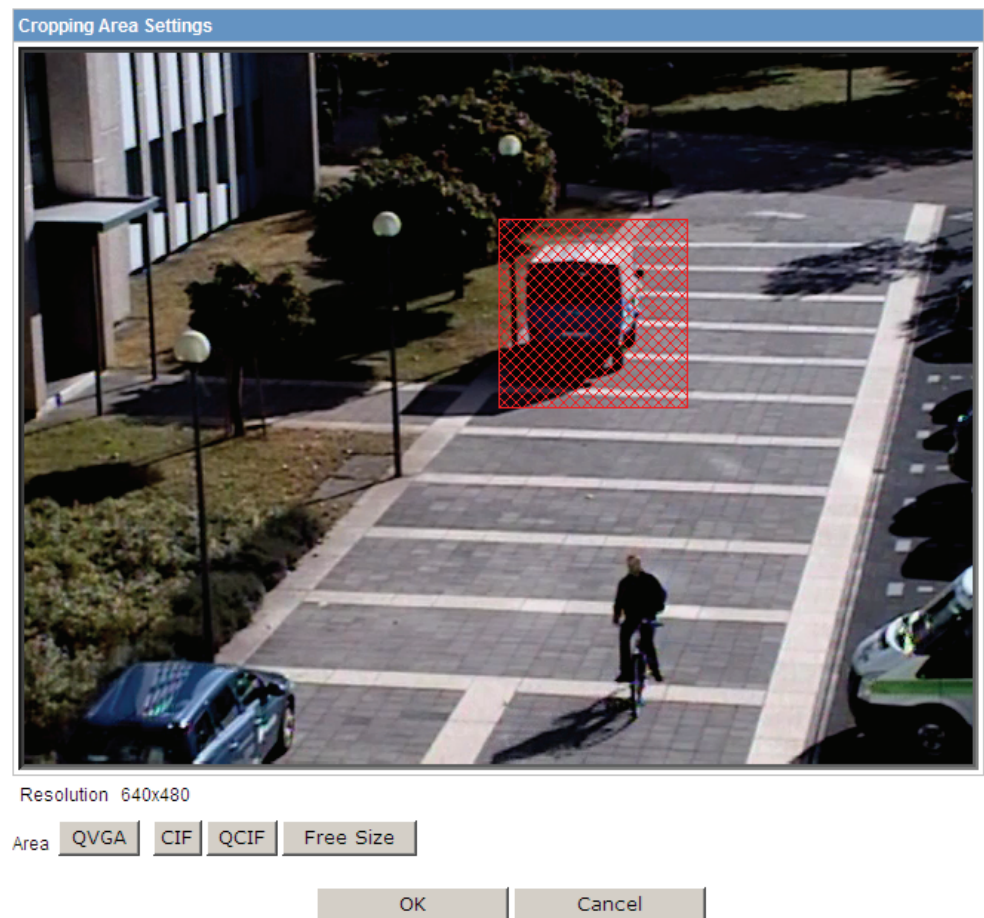 Cropping Area Settings
Resolution 640x480
Area QVGA CIF QCIF Free Size
OK Cancel